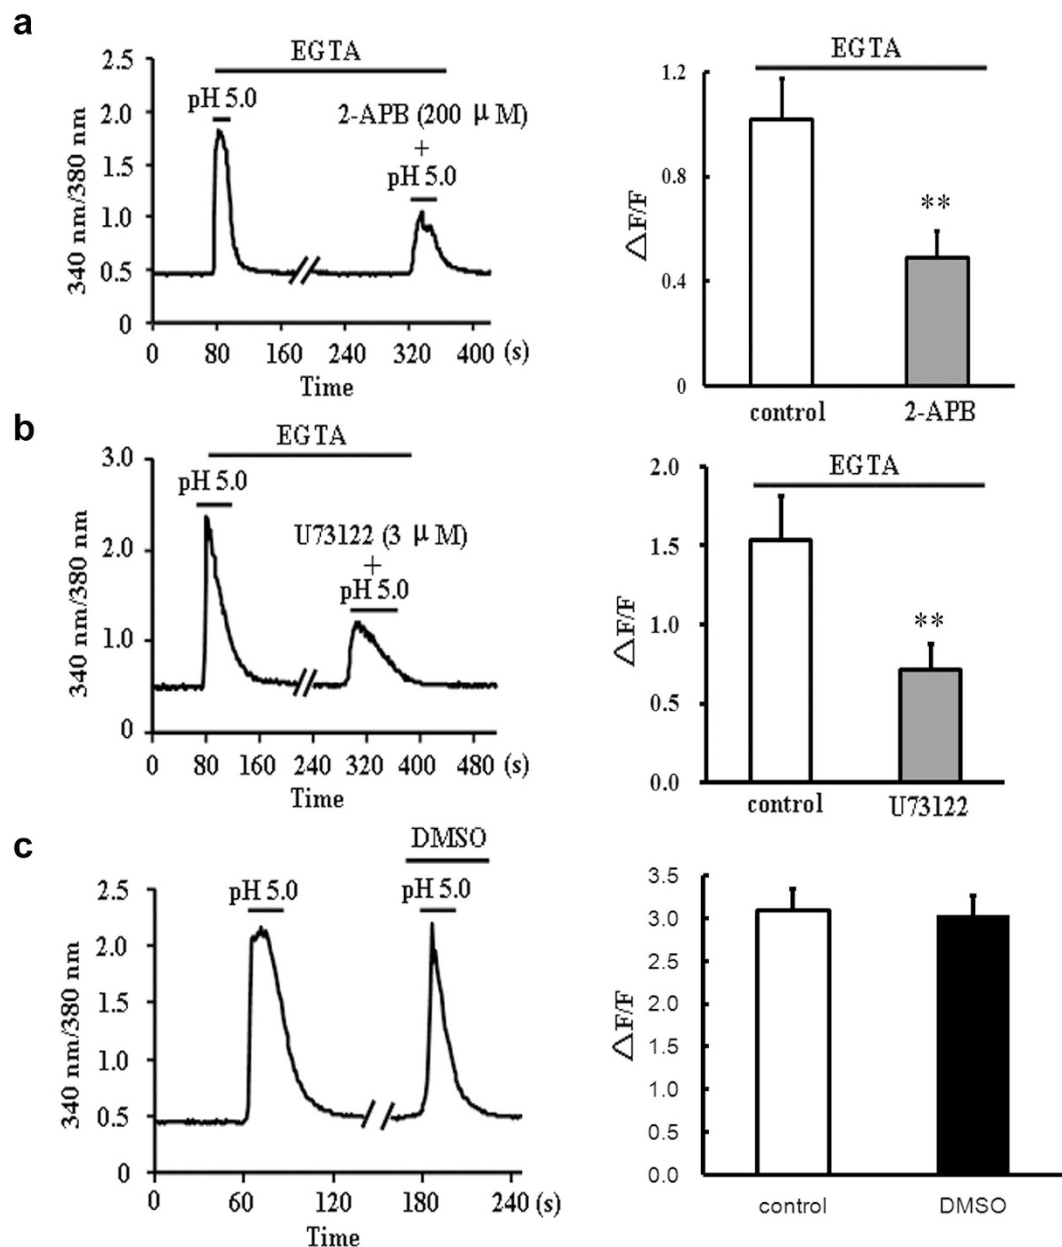 a
EGTA
2.5
pH 5.0
2.0
2-APB (200 μM)
+
1.5
pH 5.0
1.0
0.5
0
340 nm/380 nm
0 80 160 240 320 400 (s)
Time
EGTA
1.2
0.8
**
0.4
0
△F/F
control 2-APB
b
EGTA
3.0
pH 5.0
2.0
U73122 (3 μM)
+
pH 5.0
1.0
0
340 nm/380 nm
0 80 160 240 320 400 480 (s)
Time
2.0
EGTA
1.5
1.0
**
0.5
0.0
△F/F
control U73122
c
DMSO
2.5
pH 5.0 pH 5.0
2.0
1.5
1.0
0.5
0
340 nm/380 nm
0 60 120 180 240 (s)
Time
3.5
3.0
2.5
2.0
1.5
1.0
0.5
0.0
△F/F
control DMSO